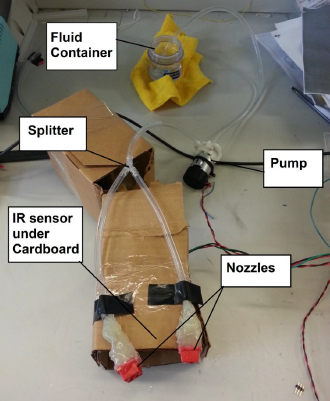 Fluid
Container
Splitter
Pump
IR sensor
under
Cardboard
Nozzles